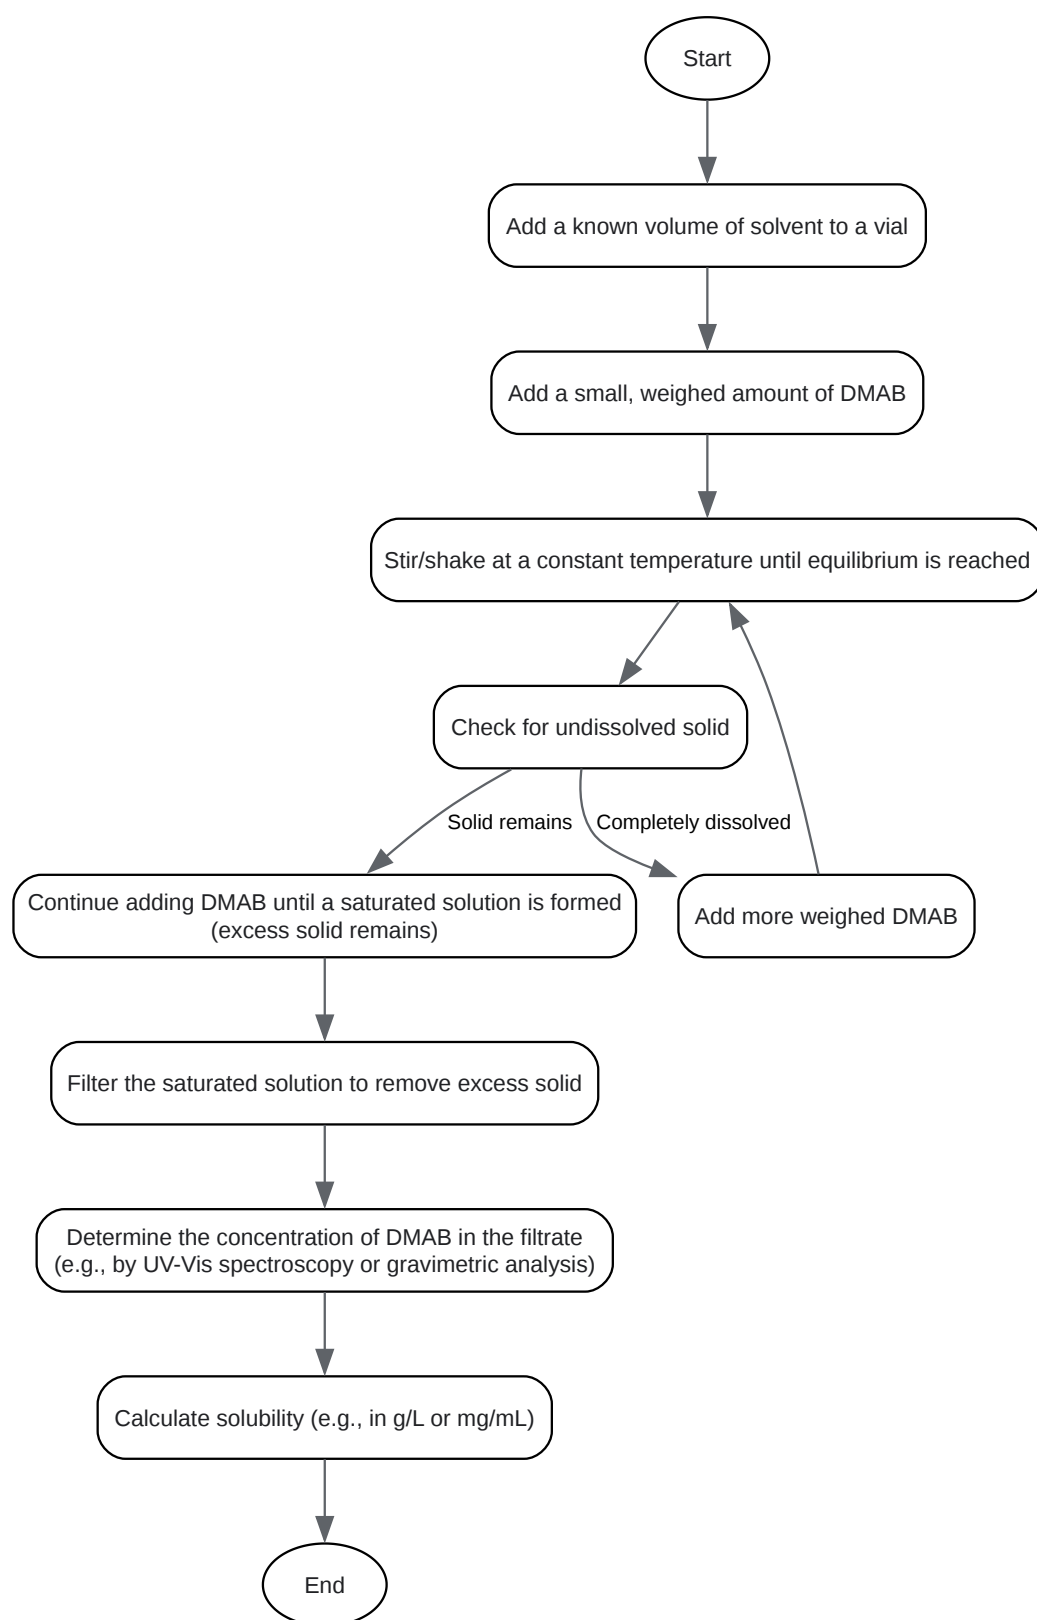 Start
Add a known volume of solvent to a vial
Add a small, weighed amount of DMAB
Stir/shake at a constant temperature until equilibrium is reached
Check for undissolved solid
Solid remains
Completely dissolved
Continue adding DMAB until a saturated solution is formed
(excess solid remains)
Add more weighed DMAB
Filter the saturated solution to remove excess solid
Determine the concentration of DMAB in the filtrate
(e.g., by UV-Vis spectroscopy or gravimetric analysis)
Calculate solubility (e.g., in g/L or mg/mL)
End